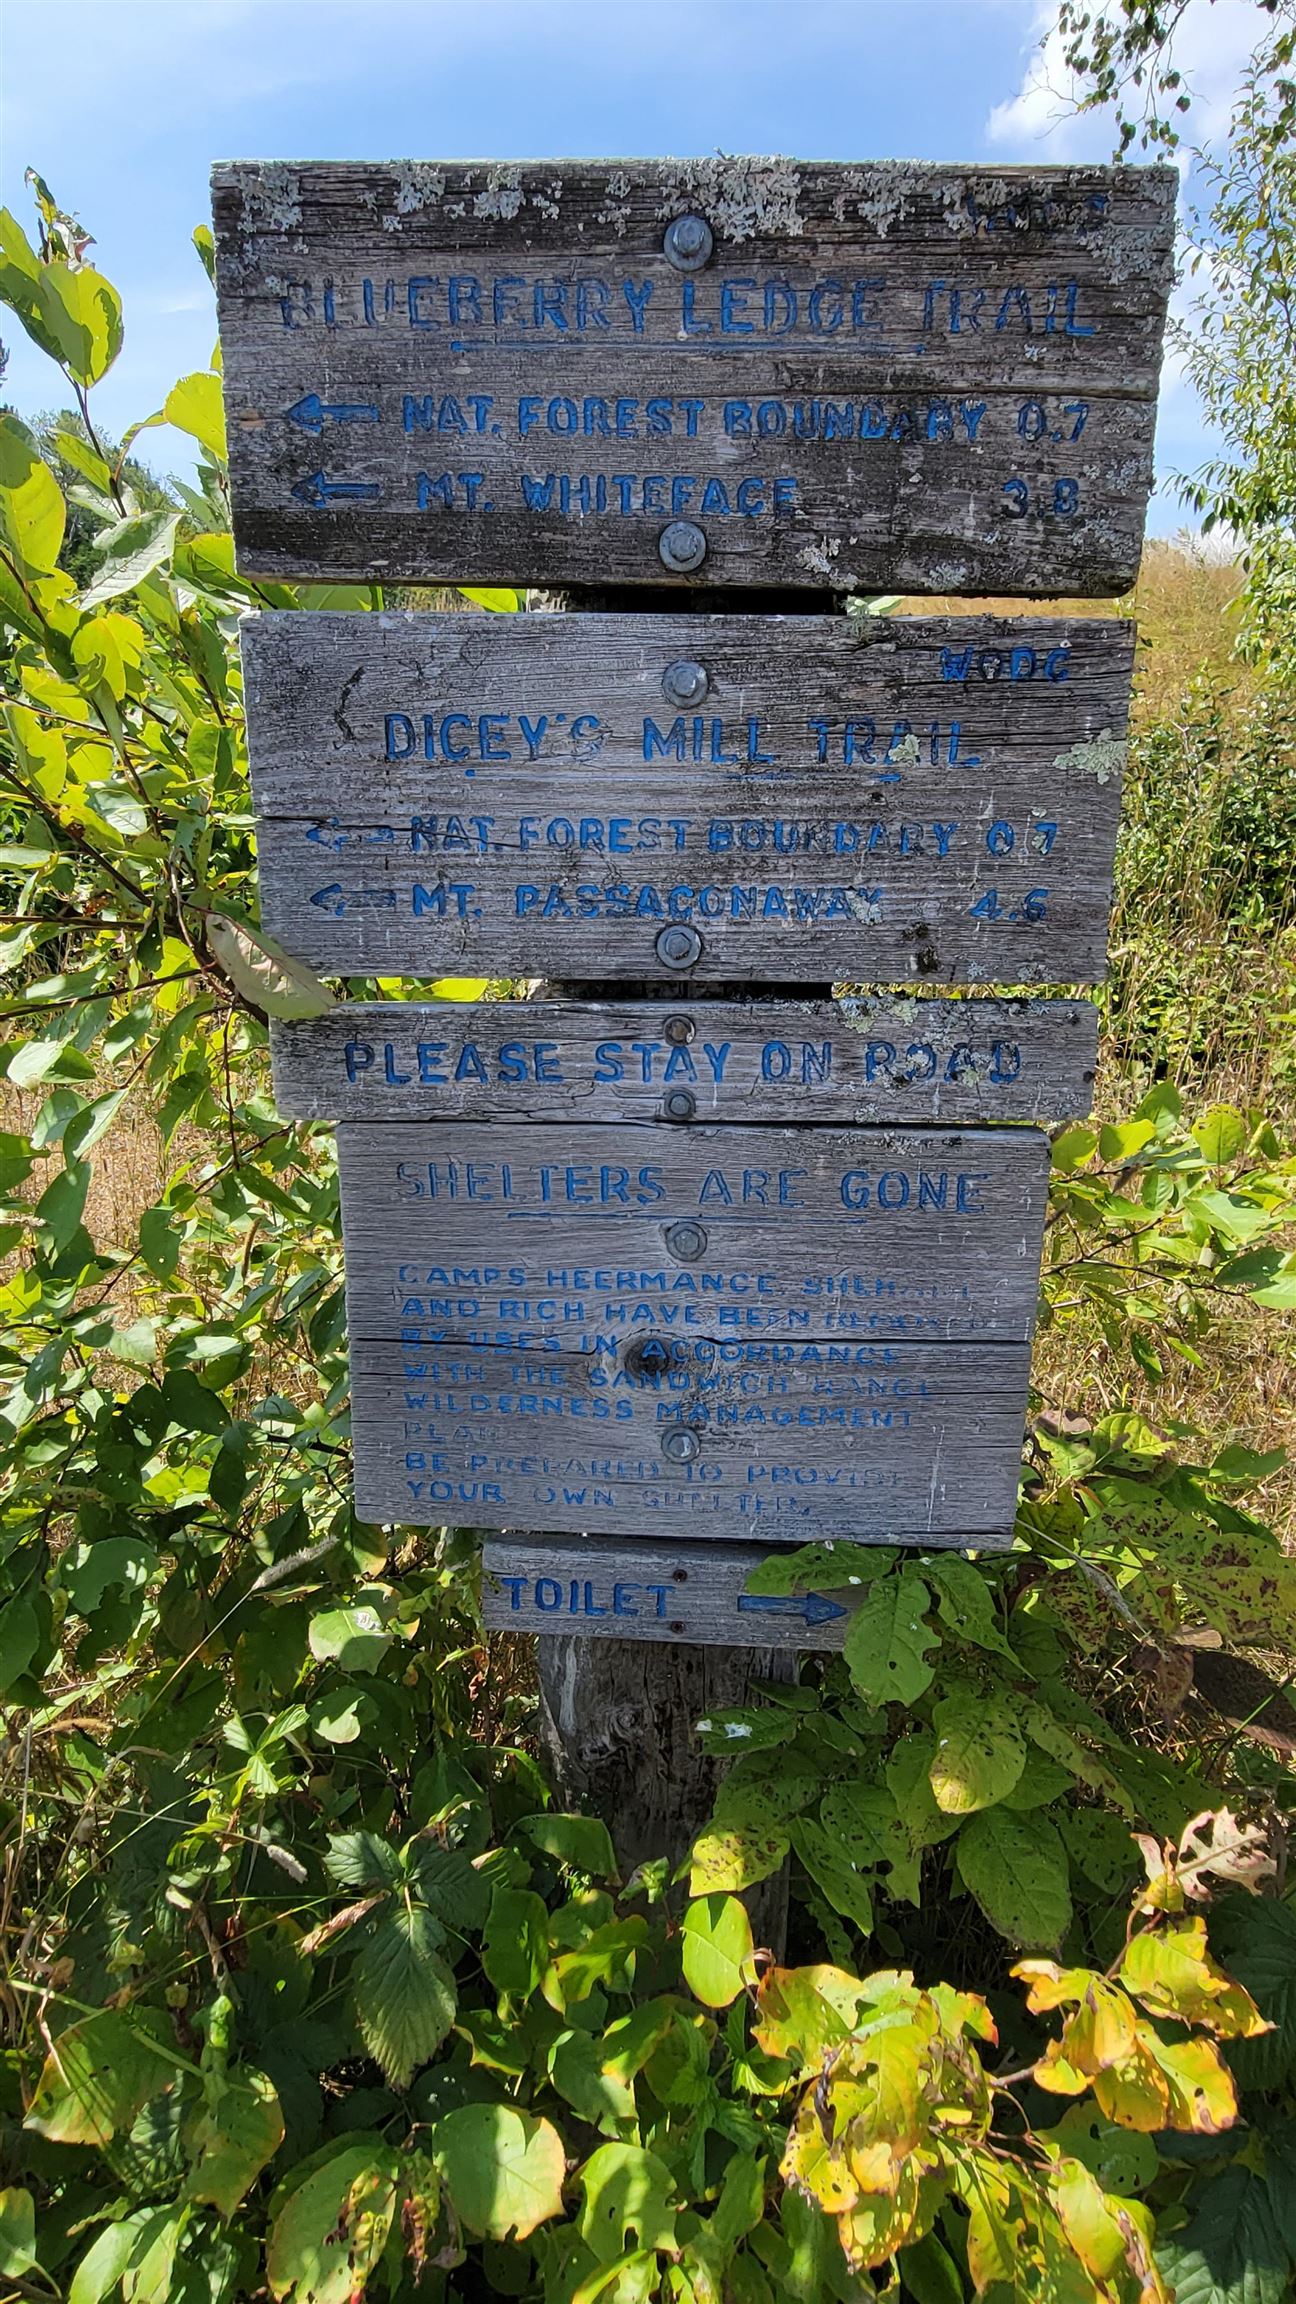 BLUEBERRY LEDGE TRAIL
← NAT. FOREST BOUNDARY 0.7
← MT. WHITEFACE 3.8
WODC
DICEY'S MILL TRAIL
← NAT. FOREST BOUNDARY 0.7
← MT. PASSACONAWAY 4.6
PLEASE STAY ON ROAD
SHELTERS ARE GONE
CAMPS HEERMANCE,
AND RICH HAVE BEEN
BY USFS IN ACCORDANCE
WITH THE SANDWICH RANGE
WILDERNESS MANAGEMENT
PLAN
BE PREPARED TO PROVIDE
YOUR OWN SHELTER.
TOILET →